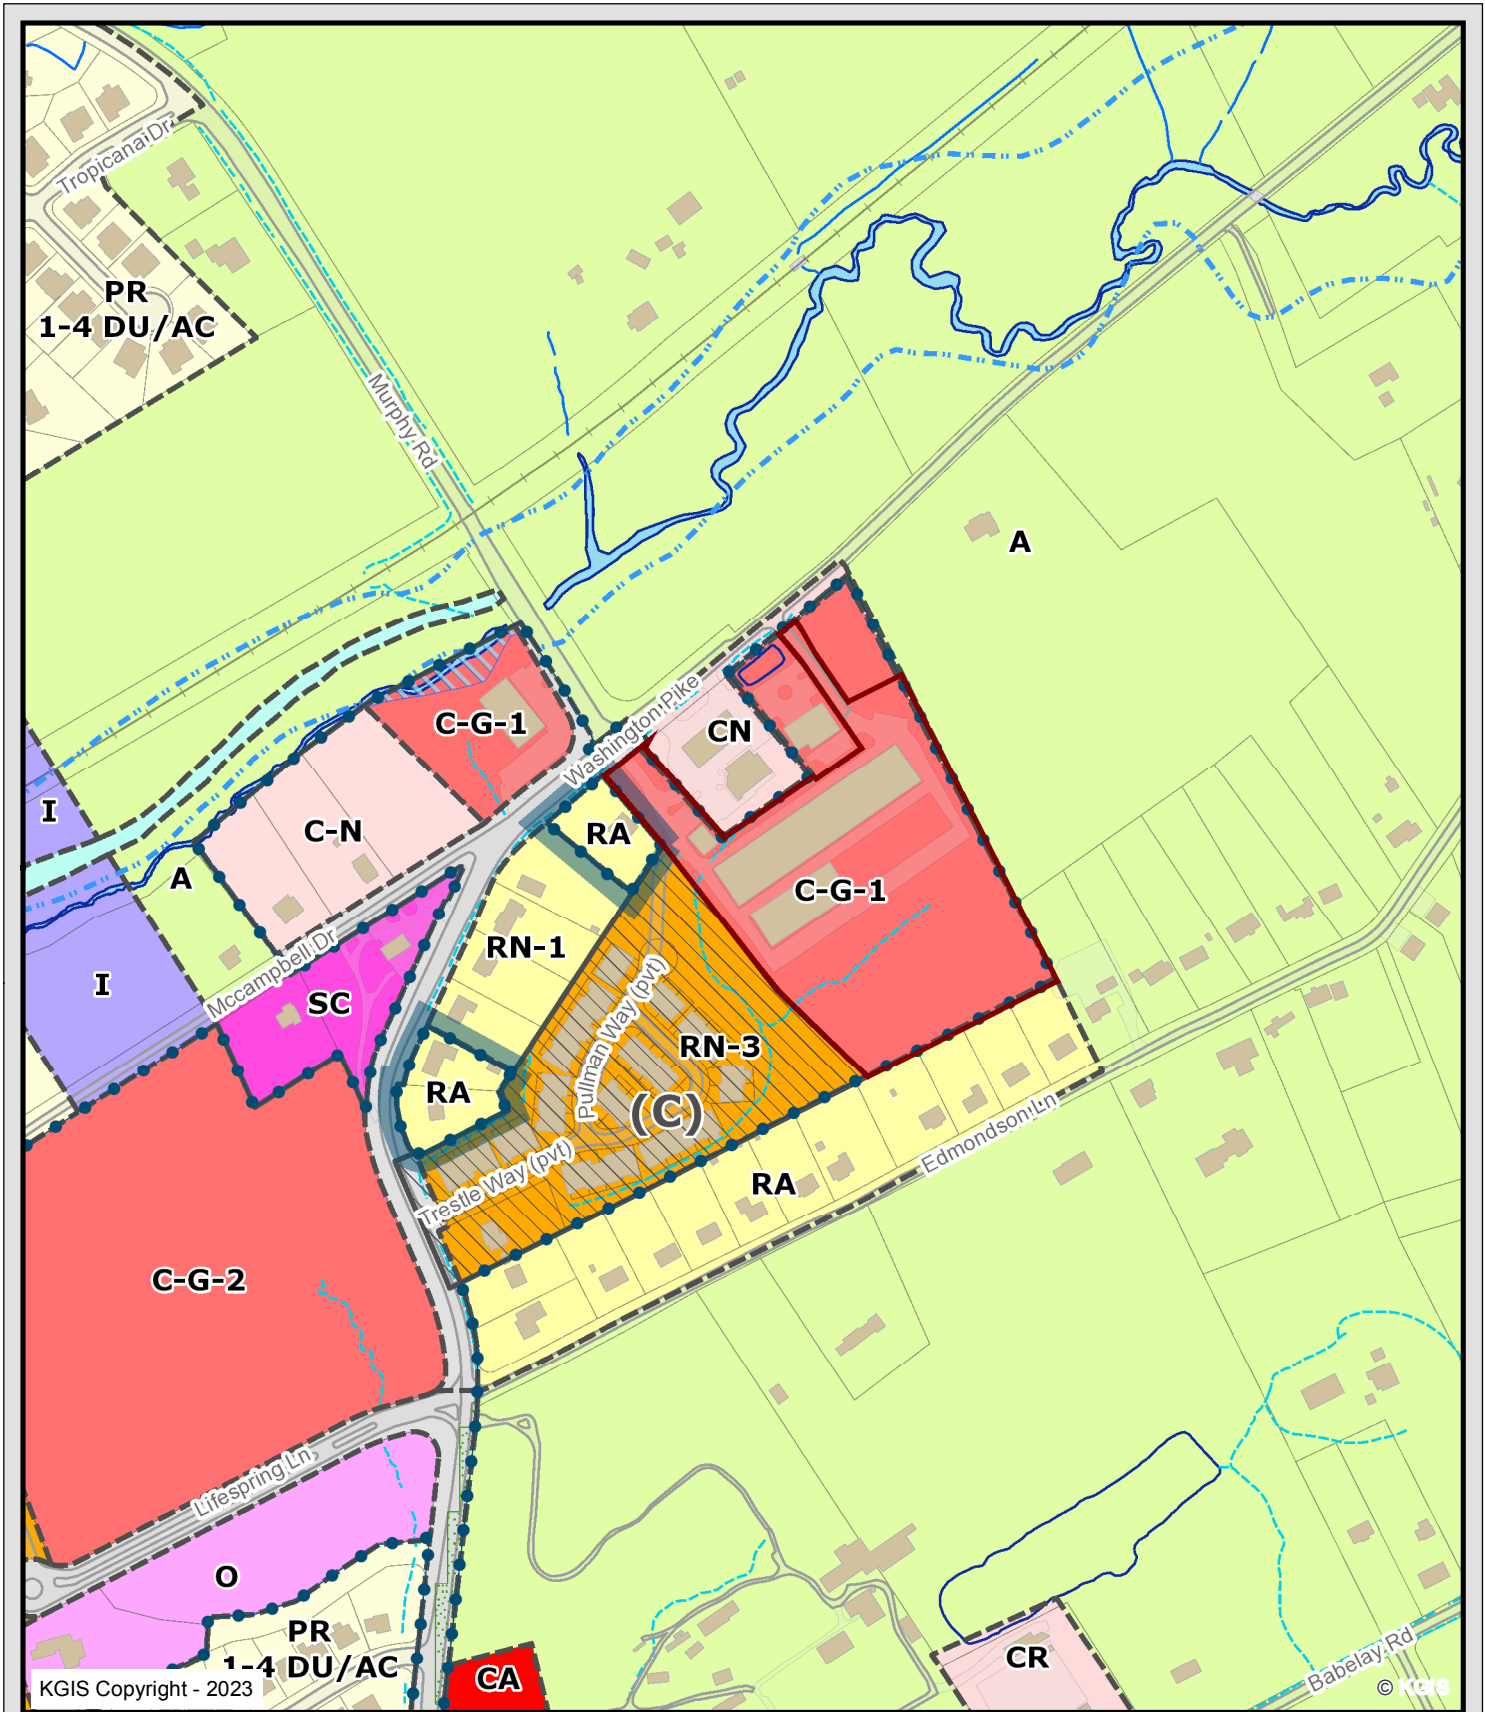 Tropicana Dr
PR
1-4 DU/AC
Murphy Rd
A
Washington Pike
C-G-1
CN
I
C-N
RA
A
C-G-1
RN-1
I
Mccampbell Dr
SC
Pullman Way (pvt)
RN-3
RA
(C)
Edmondson Ln
Trestle Way (pvt)
RA
C-G-2
Lifespring Ln
O
PR
1-4 DU/AC
CA
CR
Babelay Rd
KGIS Copyright - 2023
© KGIS